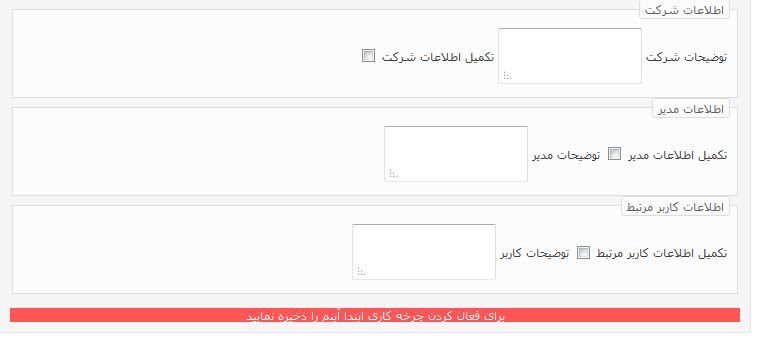 اطلاعات شرکت
توضیحات شرکت تکمیل اطلاعات شرکت
اطلاعات مدیر
تکمیل اطلاعات مدیر توضیحات مدیر
اطلاعات کاربر مرتبط
تکمیل اطلاعات کاربر مرتبط توضیحات کاربر
برای فعال کردن چرخه کاری ابتدا آیتم را ذخیره نمایید